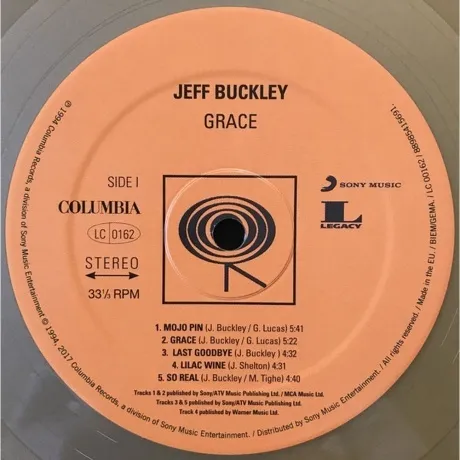 JEFF BUCKLEY
GRACE
SIDE I
COLUMBIA
LC 0162
STEREO
33⅓ RPM
SONY MUSIC
L
LEGACY
1. MOJO PIN (J. Buckley / G. Lucas) 5:41
2. GRACE (J. Buckley / G. Lucas) 5:22
3. LAST GOODBYE (J. Buckley ) 4:32
4. LILAC WINE (J. Shelton) 4:31
5. SO REAL (J. Buckley / M. Tighe) 4:40
Tracks 1 & 2 published by Sony/ATV Music Publishing Ltd. / MCA Music Ltd.
Tracks 3 & 5 published by Sony/ATV Music Publishing Ltd.
Track 4 published by Warner Music Ltd.
℗ 1994 Columbia Records, a division of Sony Music Entertainment © 1994, 2017 Columbia Records, a division of Sony Music Entertainment. / Distributed by Sony Music Entertainment. / Made in the EU. / BIEM/GEMA. / LC 00162 / 88985415691.